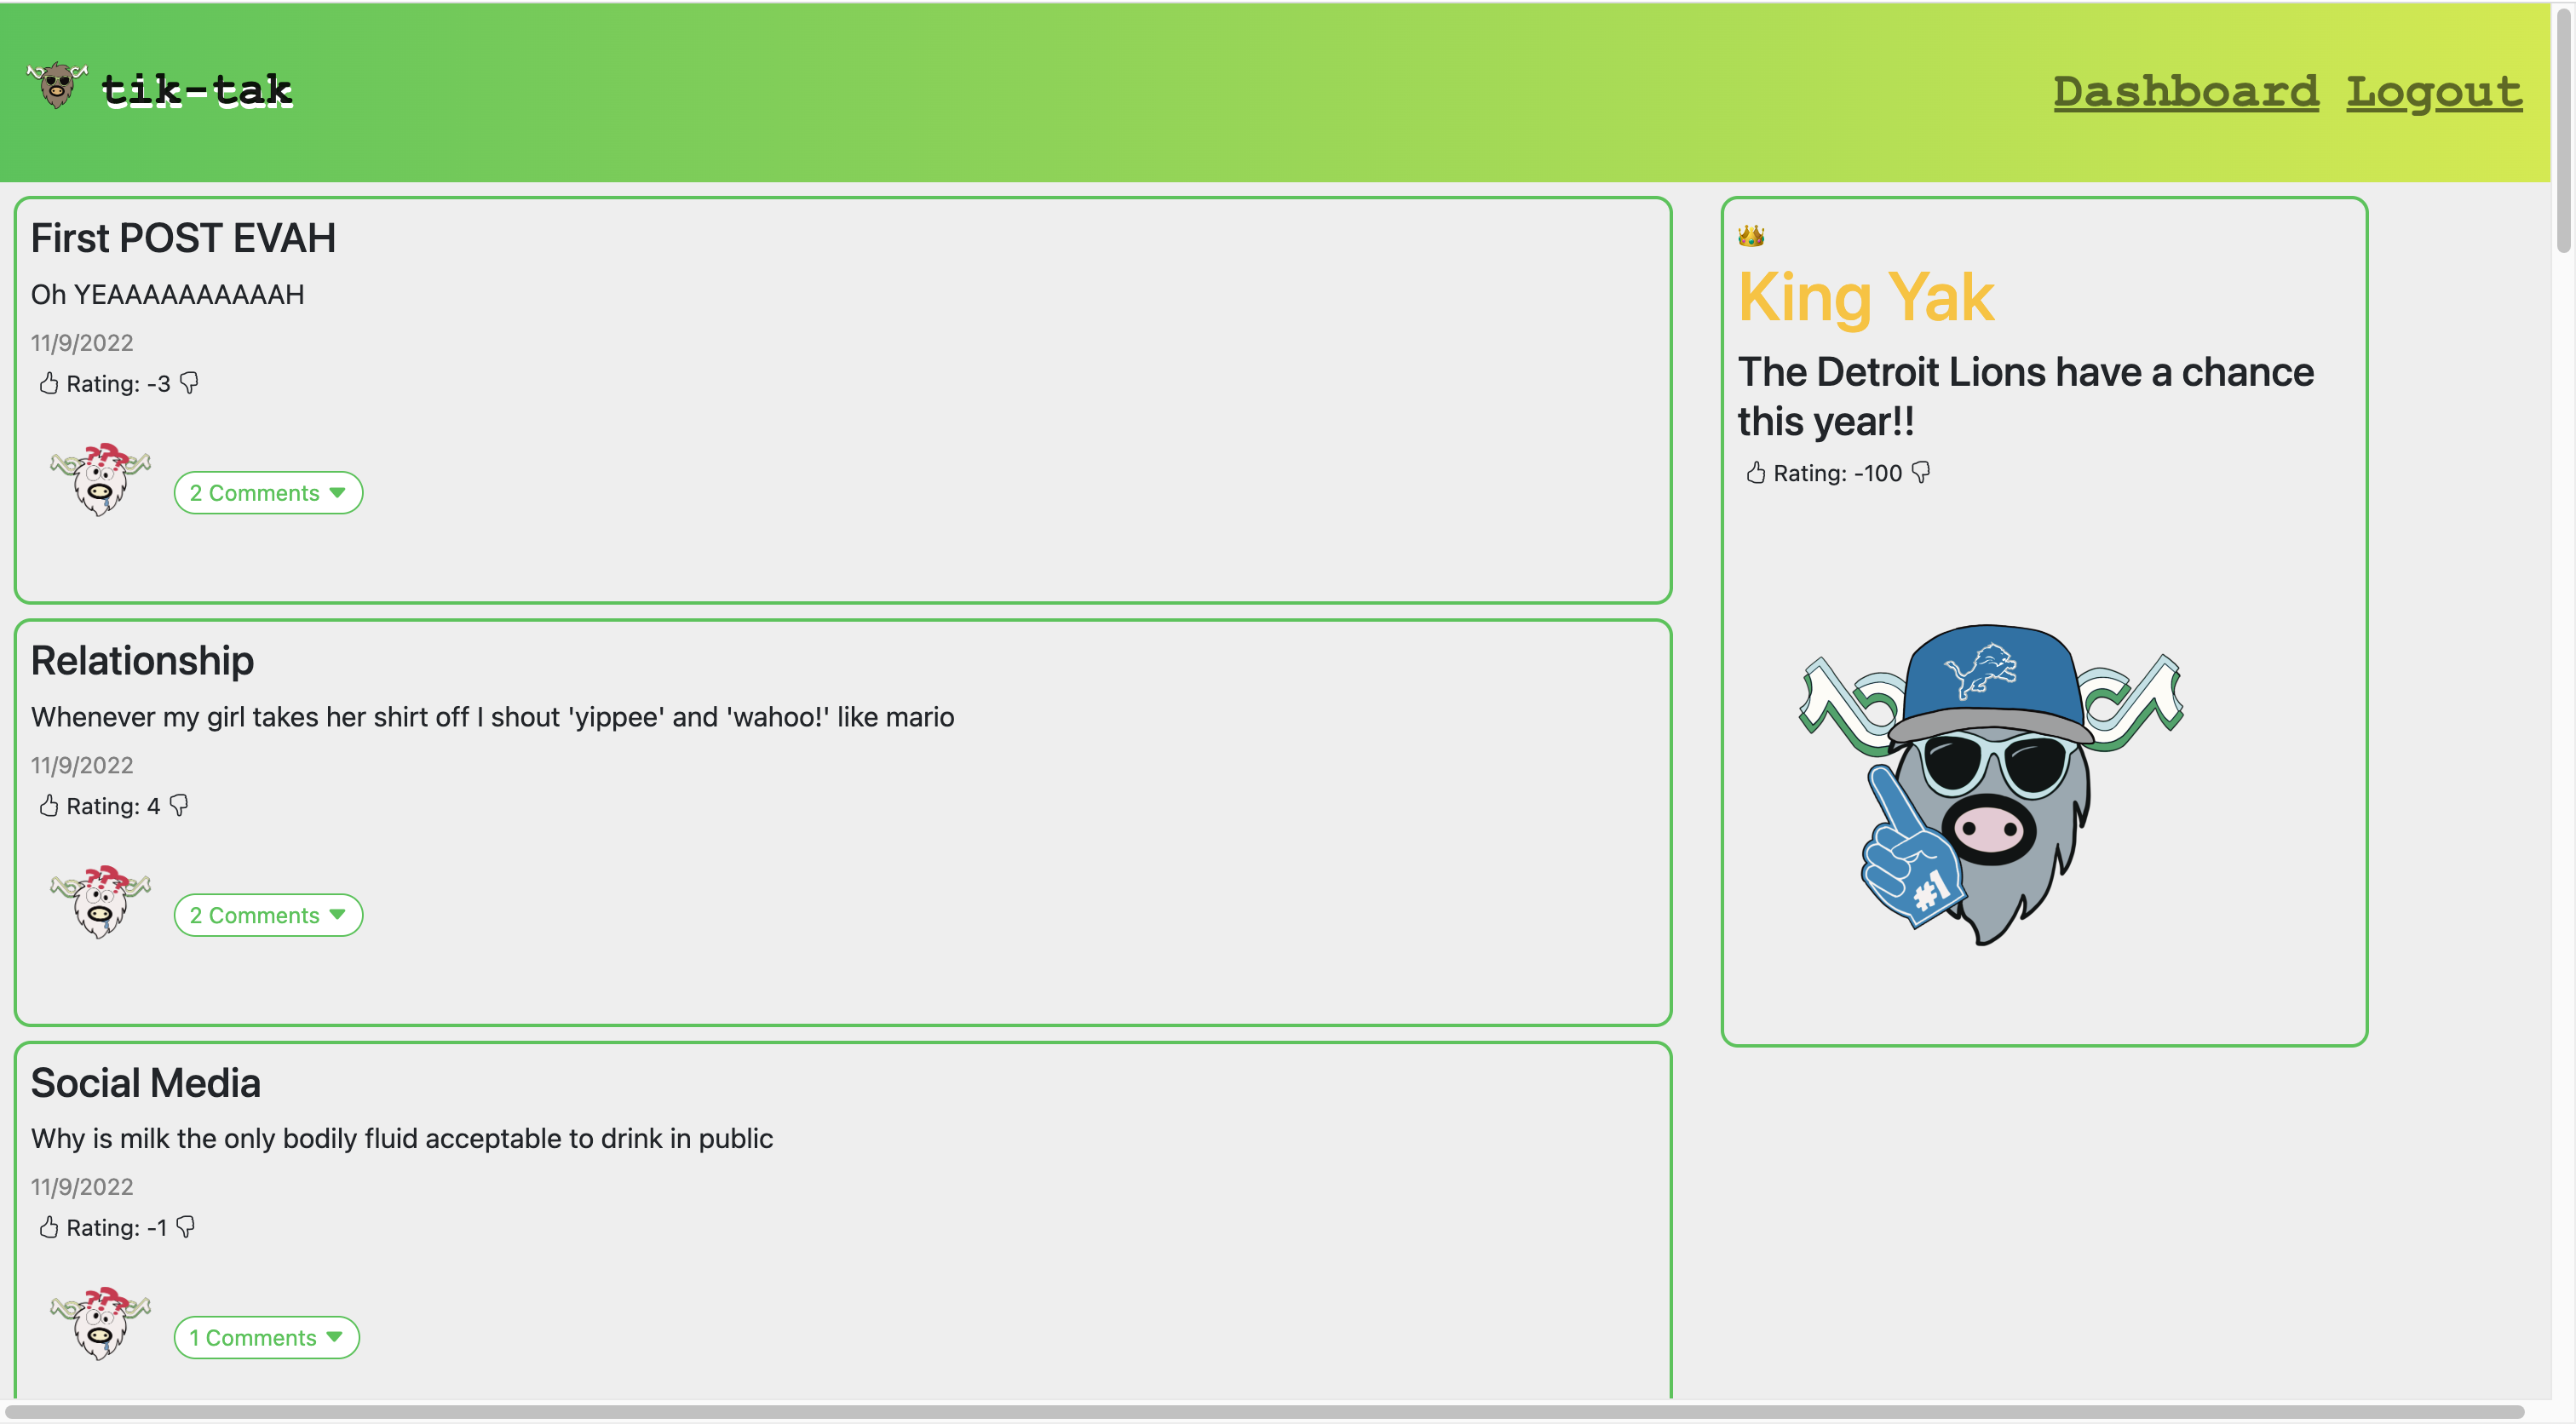 tik-tak
Dashboard Logout
First POST EVAH
Oh YEAAAAAAAAAAH
11/9/2022
Rating: -3
2 Comments
Relationship
Whenever my girl takes her shirt off I shout 'yippee' and 'wahoo!' like mario
11/9/2022
Rating: 4
2 Comments
Social Media
Why is milk the only bodily fluid acceptable to drink in public
11/9/2022
Rating: -1
1 Comments
King Yak
The Detroit Lions have a chance
this year!!
Rating: -100
#1